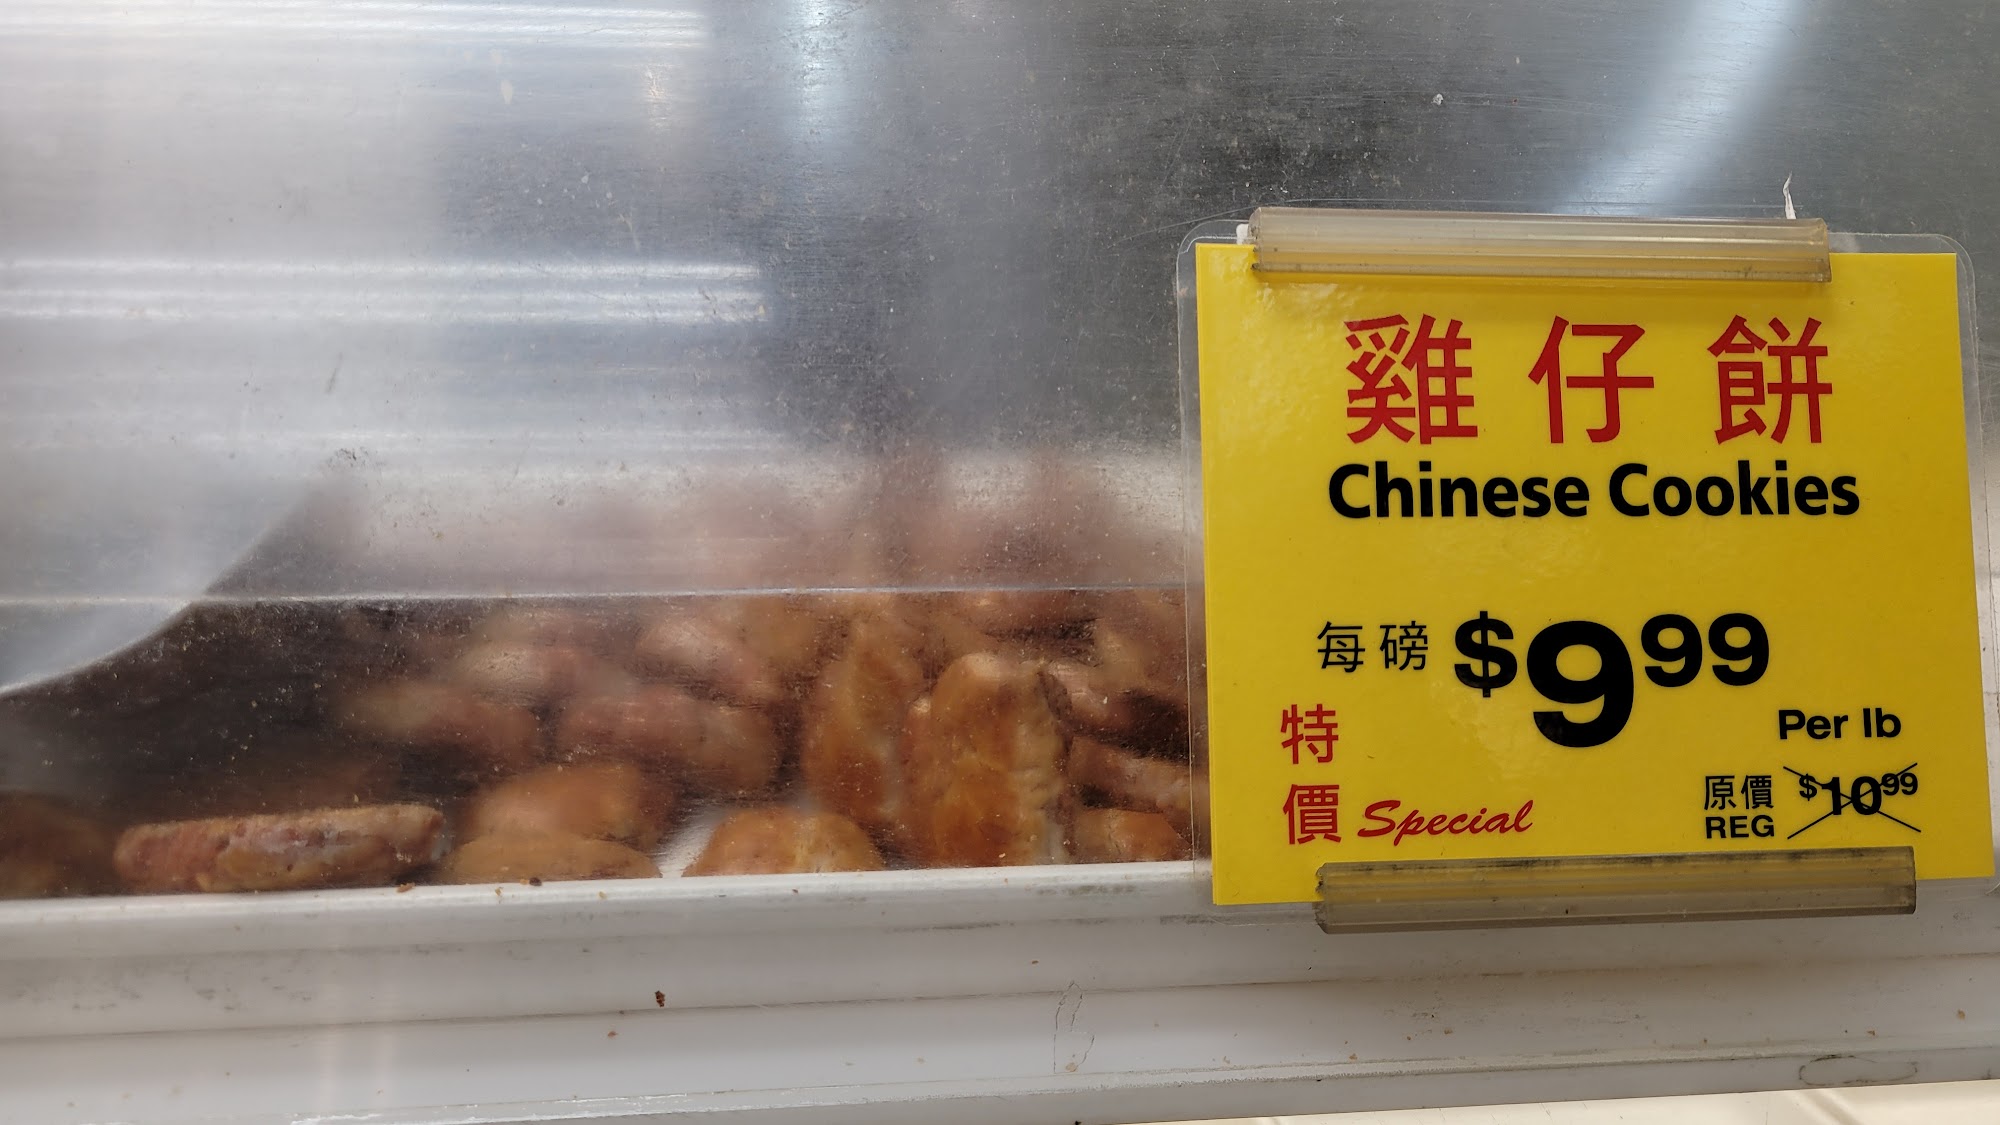 雞仔餅
Chinese Cookies
每磅 $9.99
Per lb
特價 Special
原價 $10.99
REG